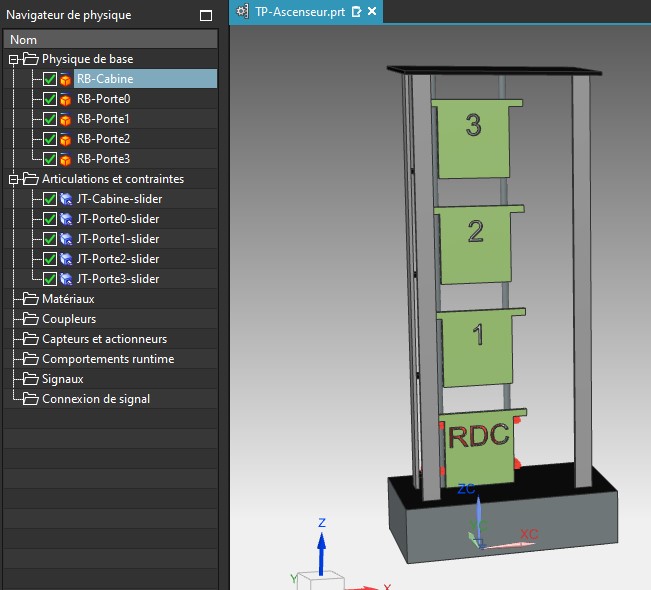 Navigateur de physique
TP-Ascenseur.prt
Nom
Physique de base
RB-Cabine
RB-Porte0
RB-Porte1
RB-Porte2
RB-Porte3
Articulations et contraintes
JT-Cabine-slider
JT-Porte0-slider
JT-Porte1-slider
JT-Porte2-slider
JT-Porte3-slider
Matériaux
Coupleurs
Capteurs et actionneurs
Comportements runtime
Signaux
Connexion de signal
3
2
1
RDC
ZC
XC
Z
Y
X